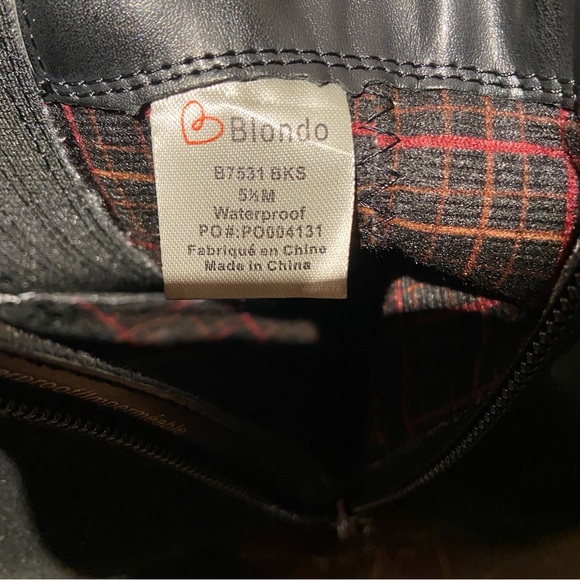 Blondo
B7531 BKS
5½M
Waterproof
PO#:PO004131
Fabriqué en Chine
Made in China